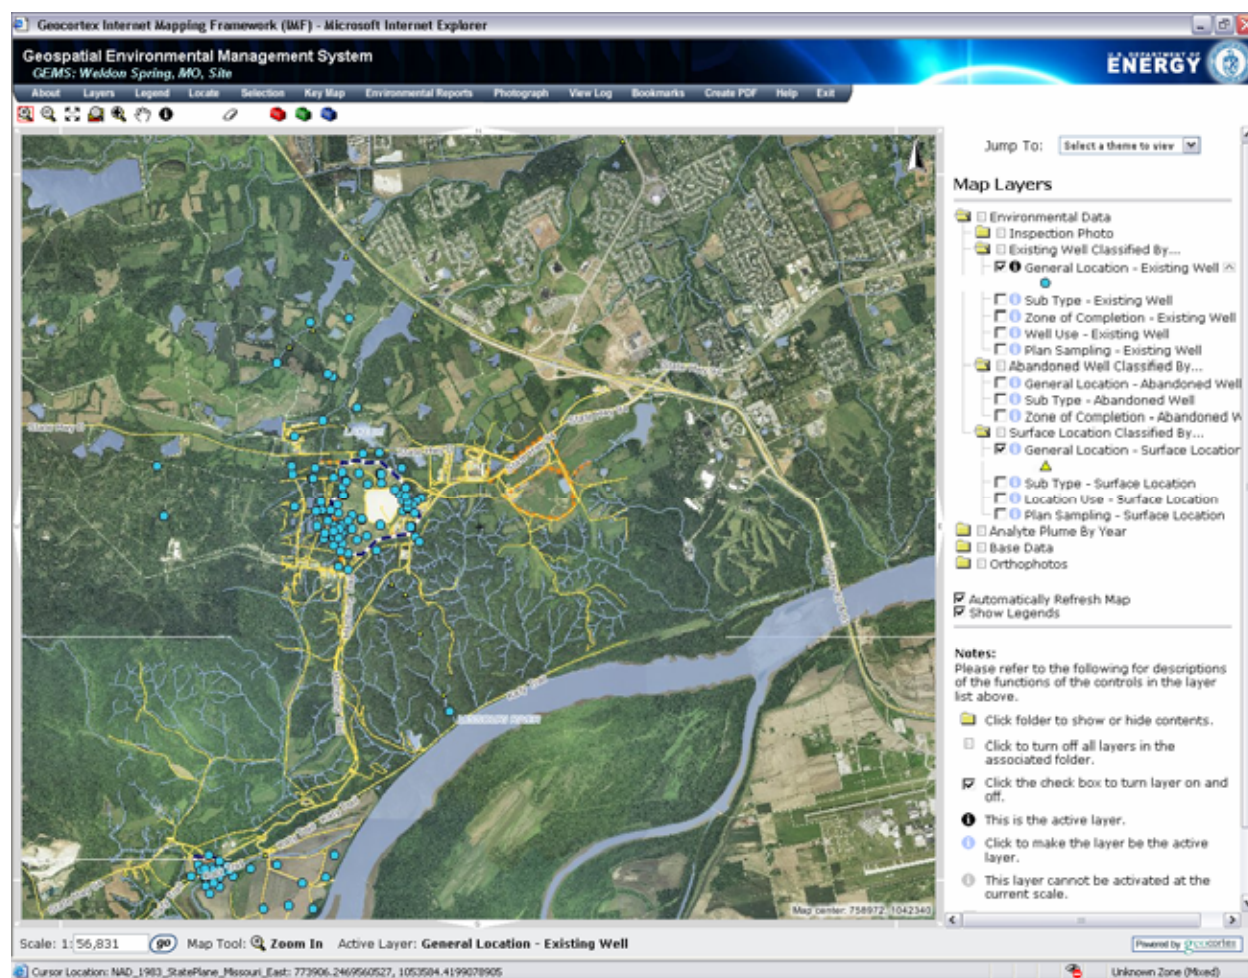 Geocortex Internet Mapping Framework (IMF) - Microsoft Internet Explorer
Geospatial Environmental Management System
GEMS: Weldon Spring, MO, Site
U.S. DEPARTMENT OF
ENERGY
About Layers Legend Locate Selection Key Map Environmental Reports Photograph View Log Bookmarks Create PDF Help Exit
Jump To: Select a theme to view
Map Layers
Environmental Data
Inspection Photo
Existing Well Classified By...
General Location - Existing Well
Sub Type - Existing Well
Zone of Completion - Existing Well
Well Use - Existing Well
Plan Sampling - Existing Well
Abandoned Well Classified By...
General Location - Abandoned Well
Sub Type - Abandoned Well
Zone of Completion - Abandoned W
Surface Location Classified By...
General Location - Surface Location
Sub Type - Surface Location
Location Use - Surface Location
Plan Sampling - Surface Location
Analyte Plume By Year
Base Data
Orthophotos
Automatically Refresh Map
Show Legends
Notes:
Please refer to the following for descriptions
of the functions of the controls in the layer
list above.
Click folder to show or hide contents.
Click to turn off all layers in the
associated folder.
Click the check box to turn layer on and
off.
This is the active layer.
Click to make the layer be the active
layer.
This layer cannot be activated at the
current scale.
Katy Trail
MISSOURI RIVER
Map center: 758972, 1042340
Scale: 1: 56,831 go Map Tool: Zoom In Active Layer: General Location - Existing Well
Powered by geocortex
Cursor Location: NAD_1983_StatePlane_Missouri_East: 773906.2469560527, 1053584.4199078905
Unknown Zone (Mixed)